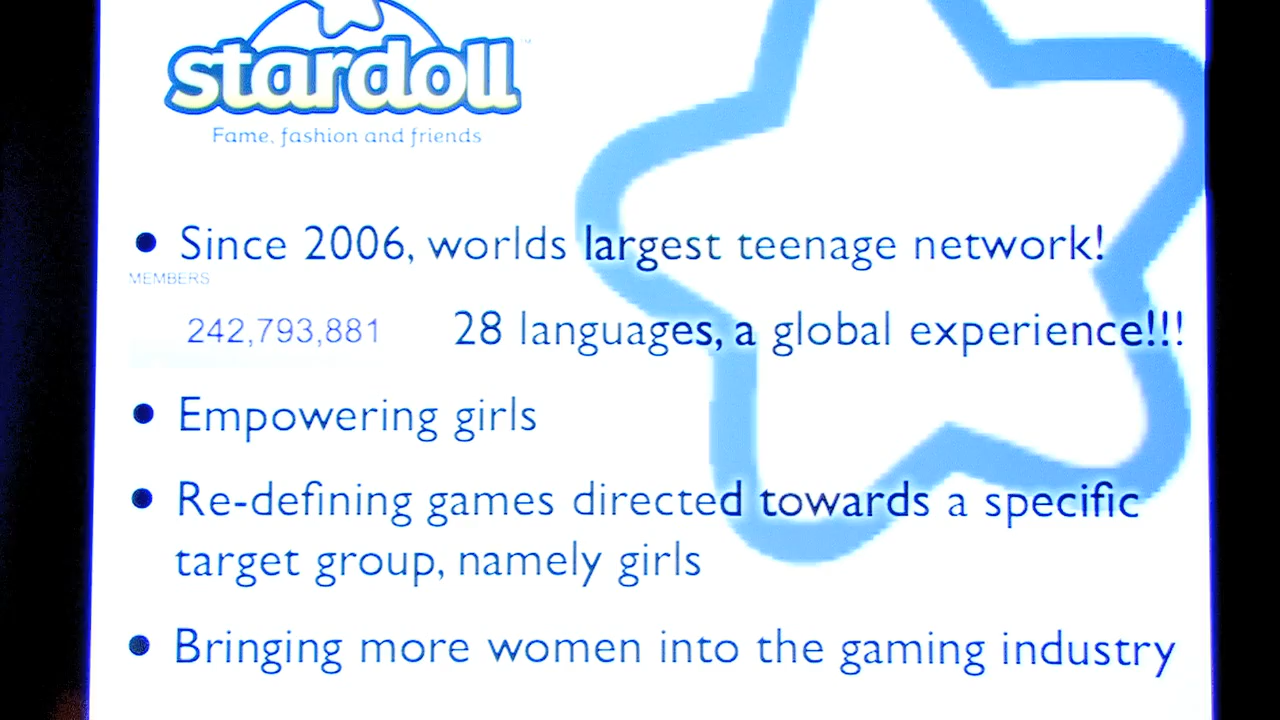 stardoll
Fame, fashion and friends
• Since 2006, worlds largest teenage network!
MEMBERS
242,793,881 28 languages, a global experience!!!
• Empowering girls
• Re-defining games directed towards a specific
target group, namely girls
• Bringing more women into the gaming industry